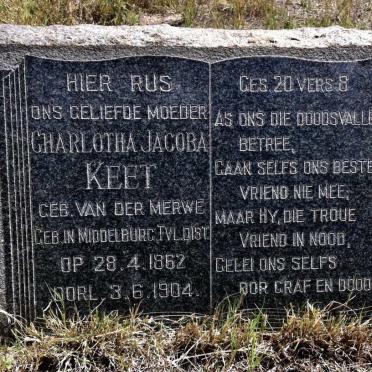 HIER RUS
ONS GELIEFDE MOEDER
CHARLOTHA JACOBA
KEET
GEB. VAN DER MERWE
GEB. IN MIDDELBURG, TVL. DIST.
OP 28.4.1862
OORL. 3.6.1904.
GES. 20 VERS 8
AS ONS DIE DOODSVALLEI
BETREE,
GAAN SELFS ONS BESTE
VRIEND NIE MEE;
MAAR HY, DIE TROUE
VRIEND IN NOOD,
GELEI ONS SELFS
OOR GRAF EN DOOD